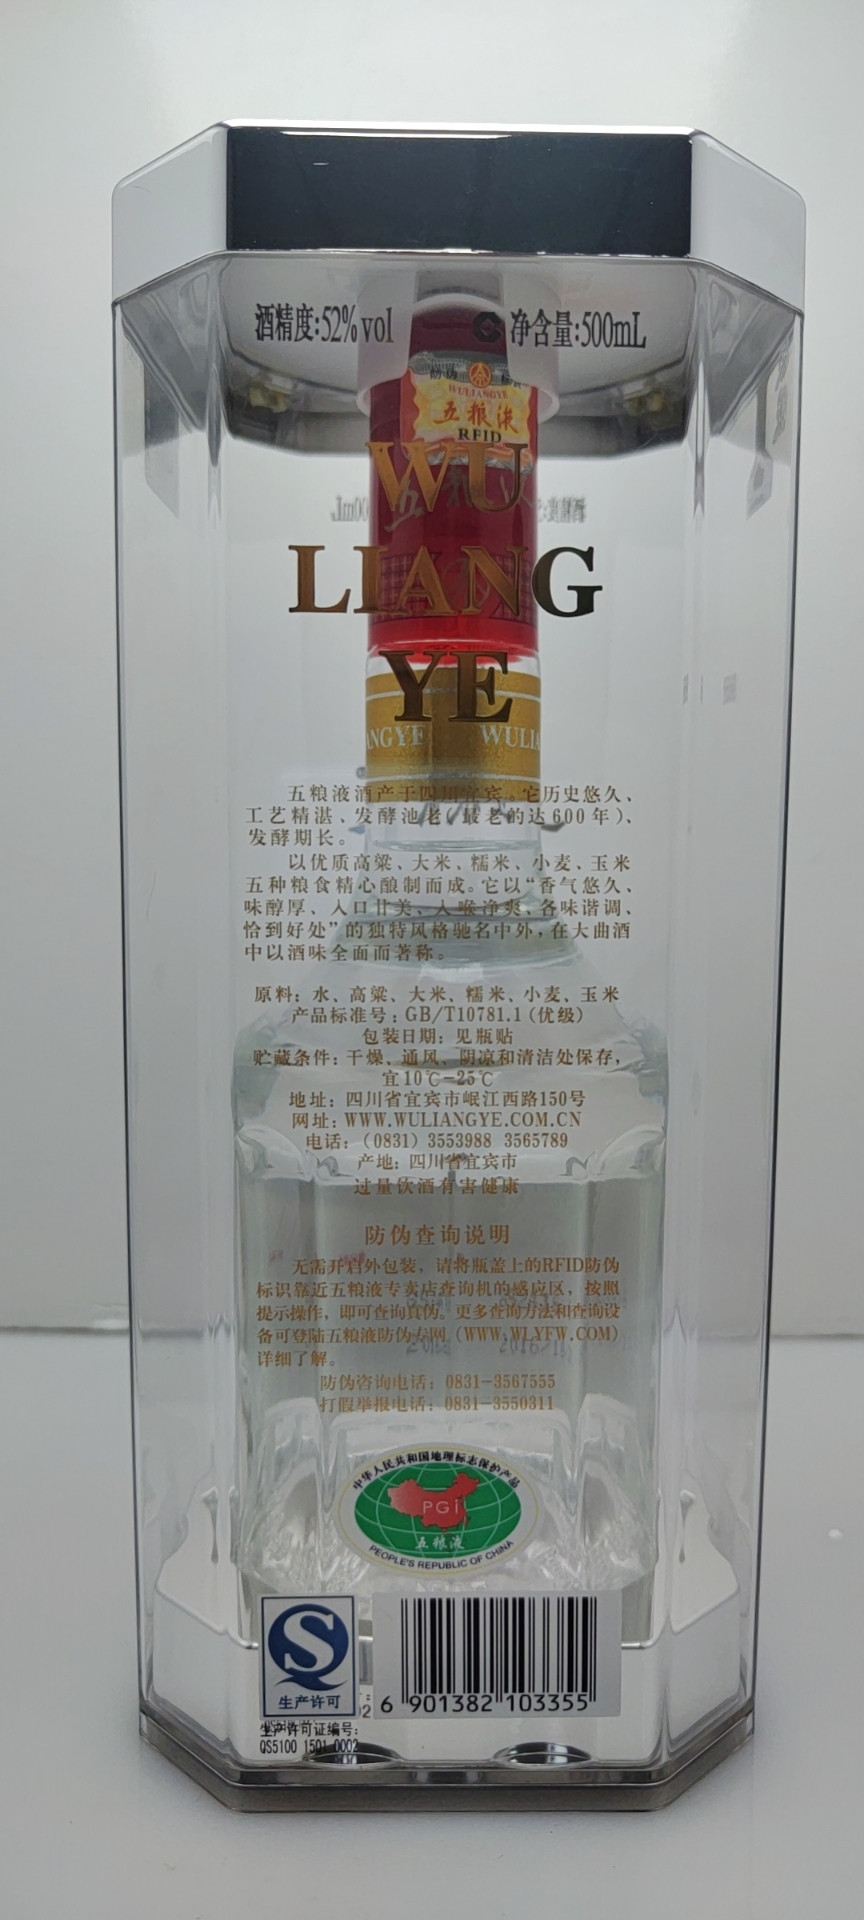 酒精度:52%vol
净含量:500mL
防伪
WULIANGYE
五粮液
RFID
WU
LIANG
YE
ANGYE WULIA
五粮液酒产于四川宜宾。它历史悠久、
工艺精湛、发酵池老(最老的达600年)、
发酵期长。
以优质高粱、大米、糯米、小麦、玉米
五种粮食精心酿制而成。它以“香气悠久、
味醇厚、入口甘美、入喉净爽、各味谐调、
恰到好处”的独特风格驰名中外,在大曲酒
中以酒味全面而著称。
原料: 水、高粱、大米、糯米、小麦、玉米
产品标准号: GB/T10781.1 (优级)
包装日期: 见瓶贴
贮藏条件: 干燥、通风、阴凉和清洁处保存,
宜10℃-25℃
地址: 四川省宜宾市岷江西路150号
网址: WWW.WULIANGYE.COM.CN
电话: (0831) 3553988 3565789
产地: 四川省宜宾市
过量饮酒有害健康
防伪查询说明
无需开启外包装, 请将瓶盖上的RFID防伪
标识靠近五粮液专卖店查询机的感应区, 按照
提示操作, 即可查询真伪。更多查询方法和查询设
备可登陆五粮液防伪专网 (WWW.WLYFW.COM)
详细了解。
防伪咨询电话: 0831-3567555
打假举报电话: 0831-3550311
中华人民共和国地理标志保护产品
PGi
五粮液
PEOPLE'S REPUBLIC OF CHINA
S
生产许可
6 901382 103355
生产许可证编号:
QS5100 1501 0002